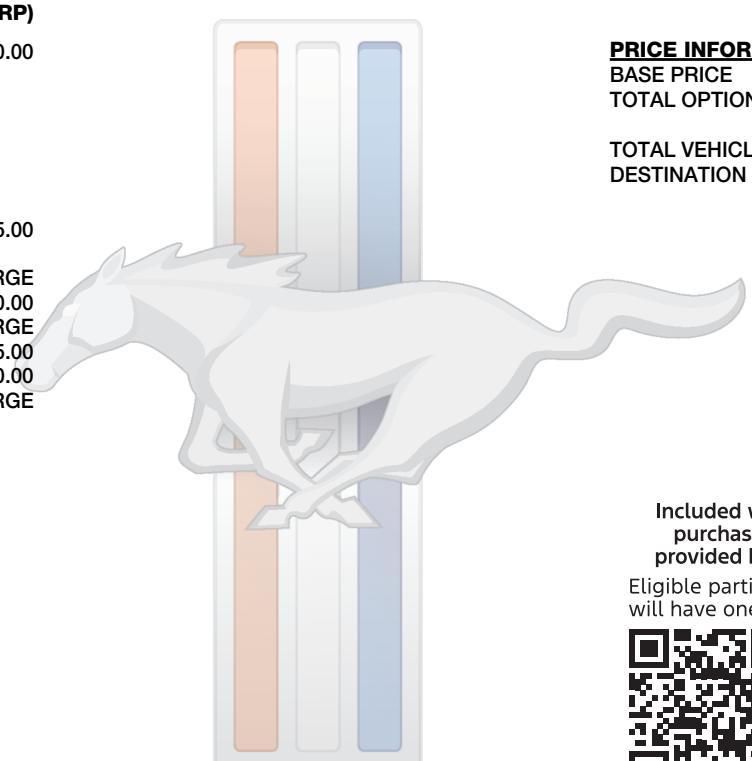 RP)
0.00
5.00
RGE
0.00
RGE
5.00
0.00
RGE
PRICE INFOR
BASE PRICE
TOTAL OPTION
TOTAL VEHICL
DESTINATION
Included
purchas
provided
Eligible parti
will have one